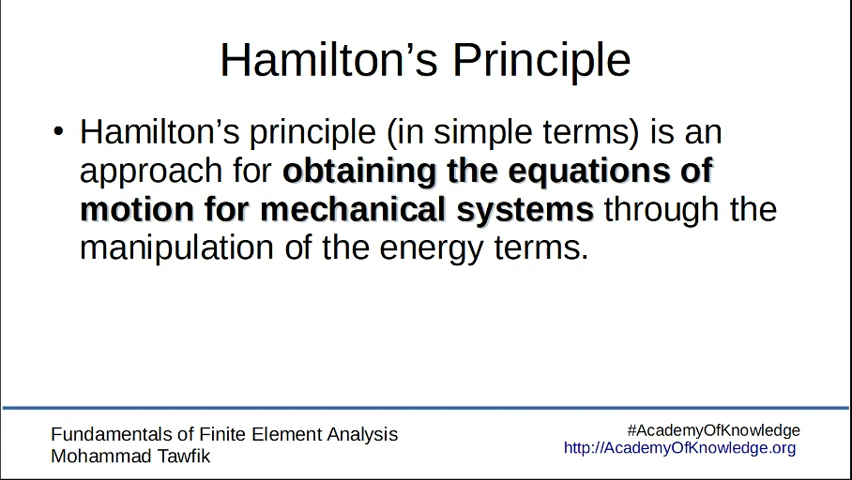 Hamilton’s Principle
• Hamilton’s principle (in simple terms) is an
approach for obtaining the equations of
motion for mechanical systems through the
manipulation of the energy terms.
Fundamentals of Finite Element Analysis
Mohammad Tawfik
#AcademyOfKnowledge
http://AcademyOfKnowledge.org